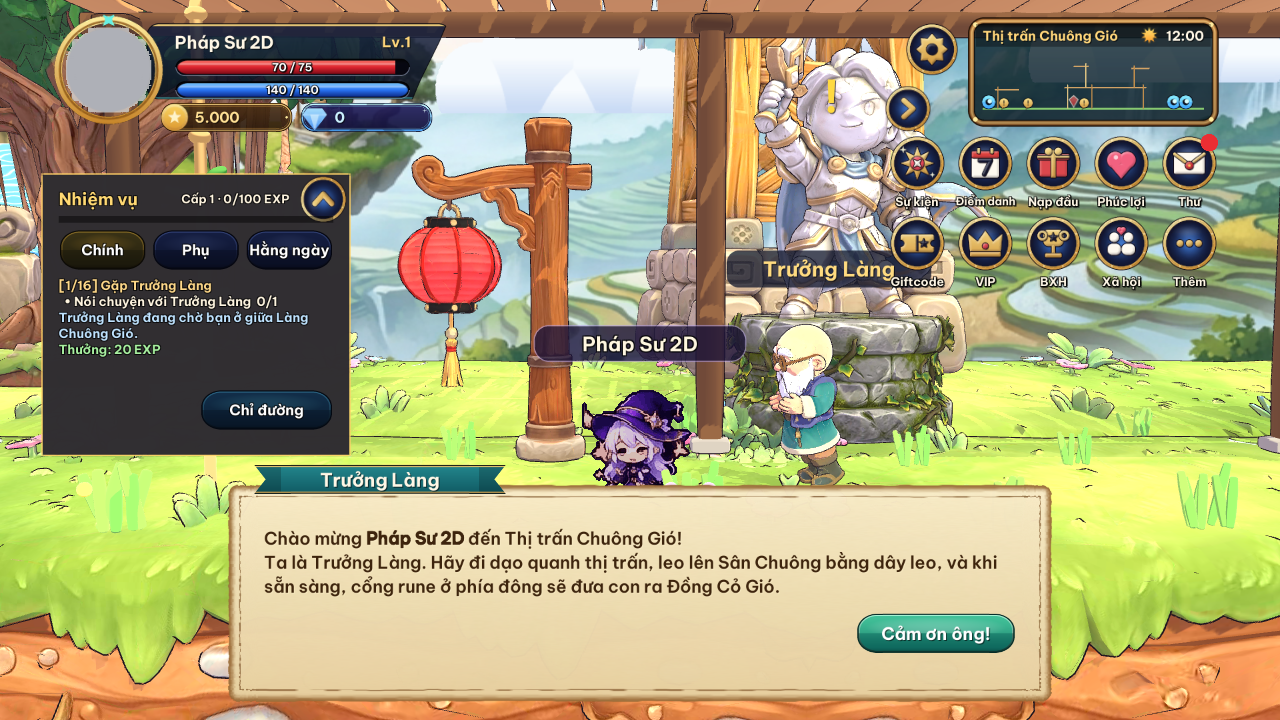 Pháp Sư 2D
Lv.1
70 / 75
140 / 140
5.000
0
Thị trấn Chuông Gió
12:00
Sự kiện
Điểm danh
Nạp đầu
Phúc lợi
Thư
7
Giftcode
VIP
BXH
Xã hội
Thêm
Nhiệm vụ
Cấp 1 · 0/100 EXP
Chính
Phụ
Hằng ngày
[1/16] Gặp Trưởng Làng
• Nói chuyện với Trưởng Làng 0/1
Trưởng Làng đang chờ bạn ở giữa Làng
Chuông Gió.
Thưởng: 20 EXP
Chỉ đường
!
Trưởng Làng
Pháp Sư 2D
Trưởng Làng
Chào mừng Pháp Sư 2D đến Thị trấn Chuông Gió!
Ta là Trưởng Làng. Hãy đi dạo quanh thị trấn, leo lên Sân Chuông bằng dây leo, và khi
sẵn sàng, cổng rune ở phía đông sẽ đưa con ra Đồng Cỏ Gió.
Cảm ơn ông!